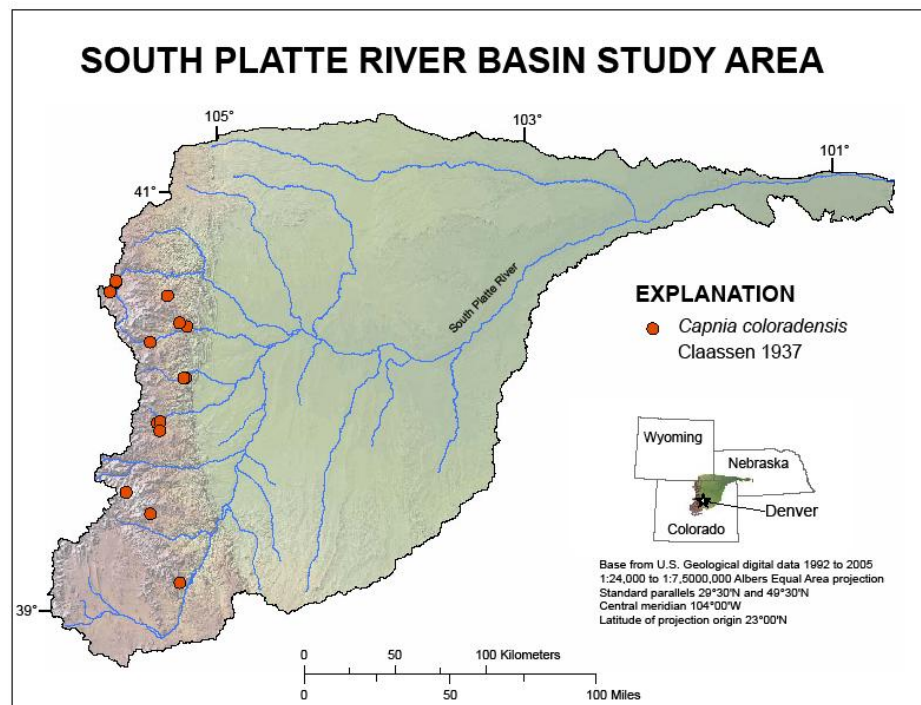 SOUTH PLATTE RIVER BASIN STUDY AREA
105°
103°
101°
41°
South Platte River
EXPLANATION
Capnia coloradensis
Claassen 1937
Wyoming
Nebraska
Denver
Colorado
Base from U.S. Geological digital data 1992 to 2005
1:24,000 to 1:7,5000,000 Albers Equal Area projection
Standard parallels 29°30'N and 49°30'N
Central meridian 104°00'W
Latitude of projection origin 23°00'N
39°
0 50 100 Kilometers
0 50 100 Miles